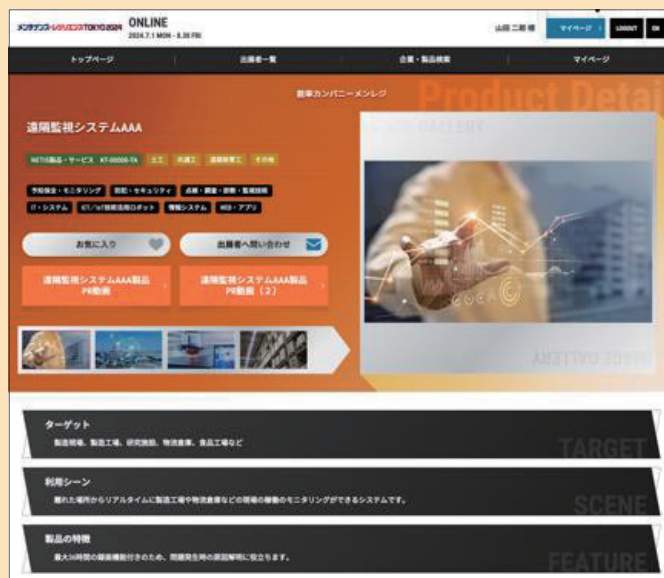 メンテナンス・レジリエンスTOKYO2024
ONLINE
2024.7.1 MON - 8.30 FRI
山田 二郎 様
マイページ
LOGOUT
EN
トップページ
出展者一覧
企業・製品検索
マイページ
Product Detail
能率カンパニーメンレジ
遠隔監視システムAAA
GALLERY
NETIS製品・サービス KT-00000-YA
土工
共通工
道路除雪工
その他
予知保全・モニタリング
防犯・セキュリティ
点検・調査・診断・監視技術
IT・システム
ICT/IoT技術活用ロボット
情報システム
WEB・アプリ
お気に入り
出展者へ問い合わせ
遠隔監視システムAAA製品
PR動画
遠隔監視システムAAA製品
PR動画(2)
IMAGE GALLERY
ターゲット
製造現場、製造工場、研究施設、物流倉庫、食品工場など
TARGET
利用シーン
離れた場所からリアルタイムに製造工場や物流倉庫などの現場の稼働のモニタリングができるシステムです。
SCENE
製品の特徴
最大36時間の録画機能付きのため、問題発生時の原因解明に役立ちます。
FEATURE